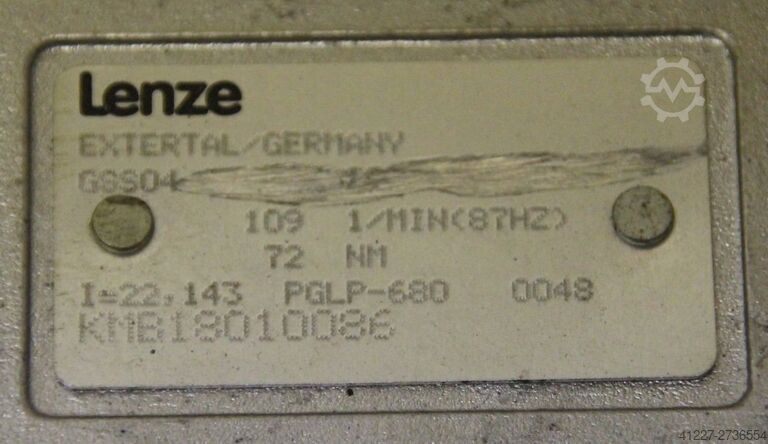 Lenze
EXTERTAL/GERMANY
GSS04
109 1/MIN(87HZ)
72 NM
I=22,143 PGLP-680 0048
KMB18010086
41227-2736554